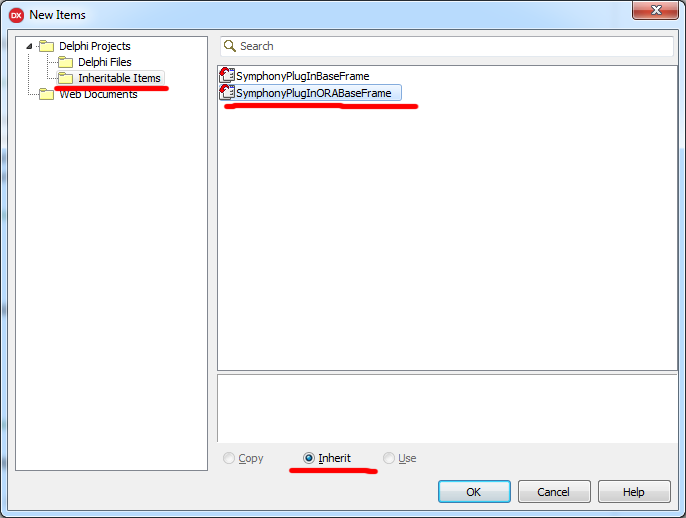 DX New Items
Delphi Projects
Delphi Files
Inheritable Items
Web Documents
Search
SymphonyPlugInBaseFrame
SymphonyPlugInORABaseFrame
Copy Inherit Use
OK Cancel Help